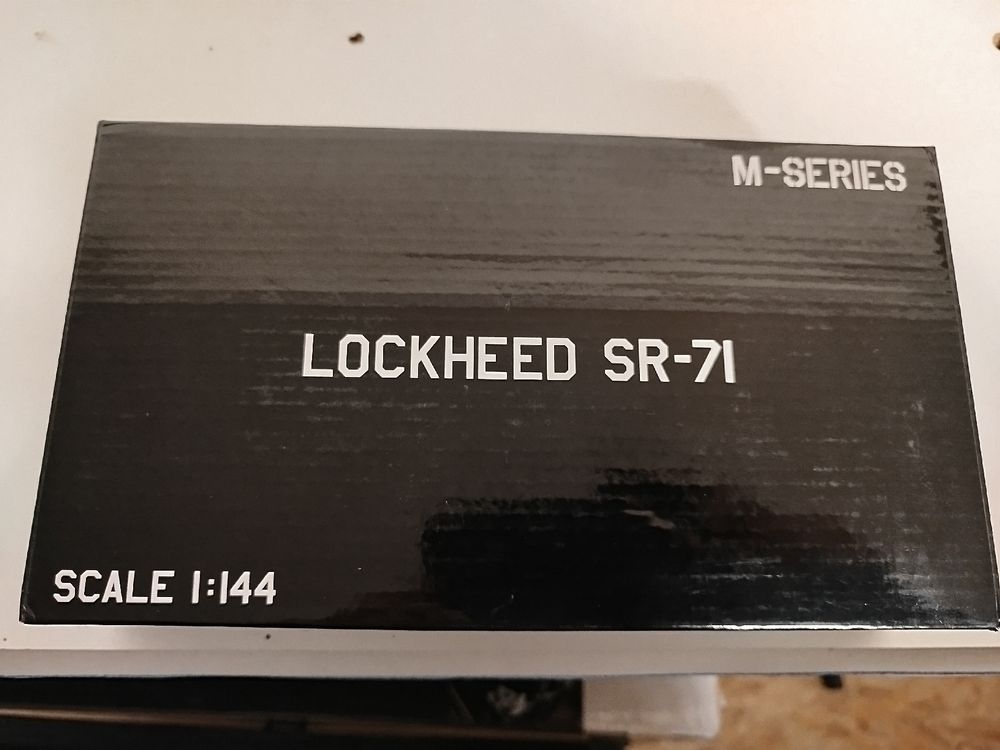 M-SERIES
LOCKHEED SR-71
SCALE 1:144